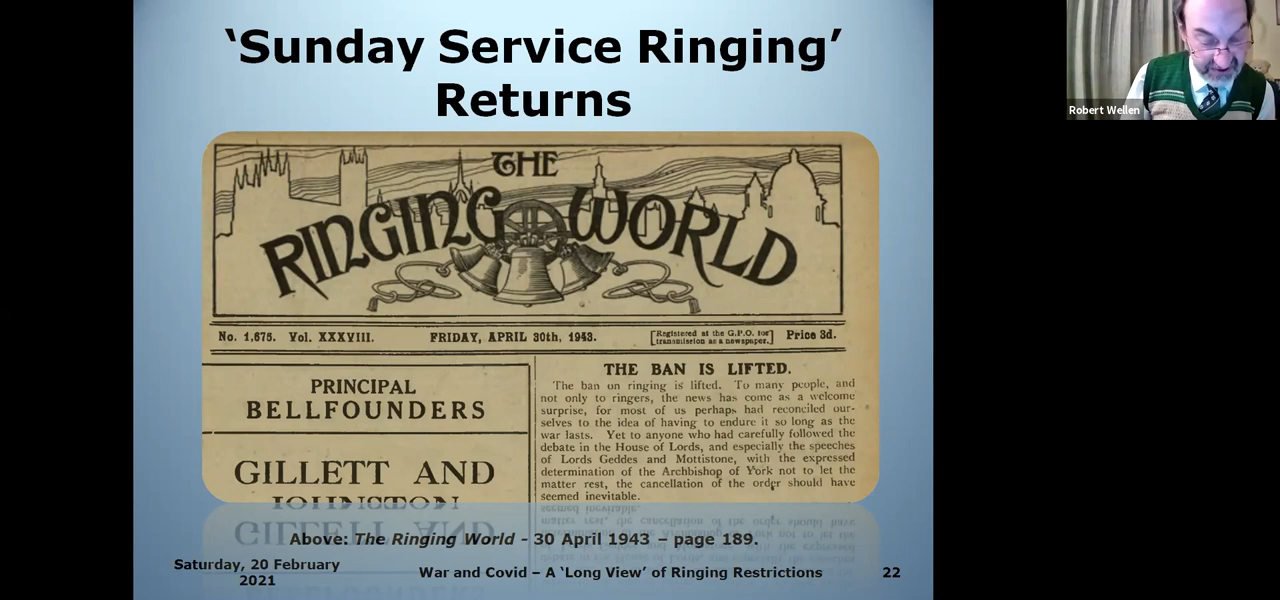 ‘Sunday Service Ringing’
Returns
THE
RINGING WORLD
No. 1,675. Vol. XXXVIII.
FRIDAY, APRIL 30th, 1943.
[Registered at the G.P.O. for
transmission as a newspaper.]
Price 3d.
PRINCIPAL
BELLFOUNDERS
GILLETT AND
JOHNSTON
THE BAN IS LIFTED.
The ban on ringing is lifted. To many people, and
not only to ringers, the news has come as a welcome
surprise, for most of us perhaps had reconciled our-
selves to the idea of having to endure it so long as the
war lasts. Yet to anyone who had carefully followed the
debate in the House of Lords, and especially the speeches
of Lords Geddes and Mottistone, with the expressed
determination of the Archbishop of York not to let the
matter rest, the cancellation of the order should have
seemed inevitable.
Above: The Ringing World - 30 April 1943 – page 189.
Saturday, 20 February
2021
War and Covid – A ‘Long View’ of Ringing Restrictions
22
Robert Wellen